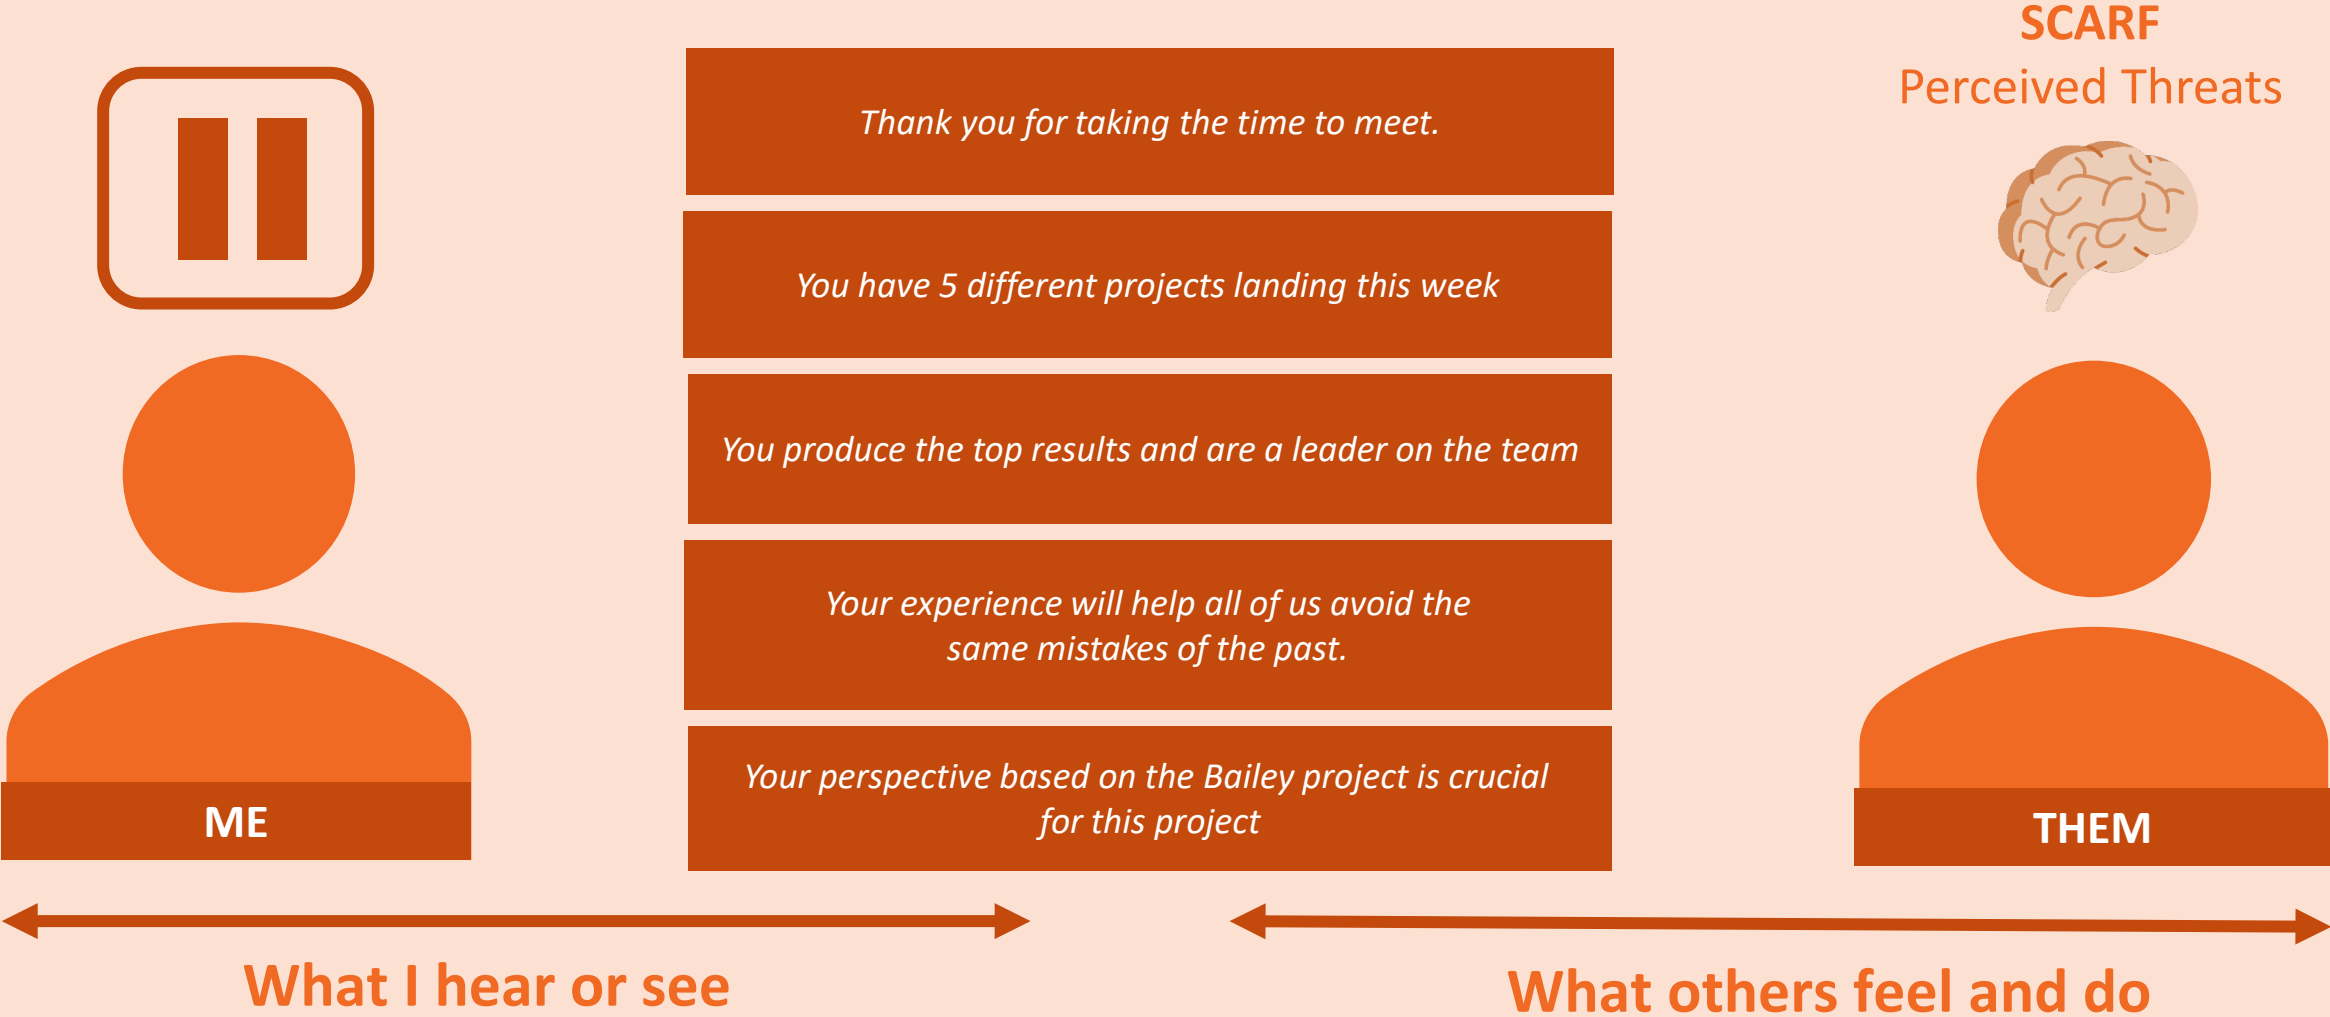 SCARF
Perceived Threats
Thank you for taking the time to meet.
You have 5 different projects landing this week
You produce the top results and are a leader on the team
Your experience will help all of us avoid the
same mistakes of the past.
Your perspective based on the Bailey project is crucial
for this project
ME
THEM
What I hear or see
What others feel and do